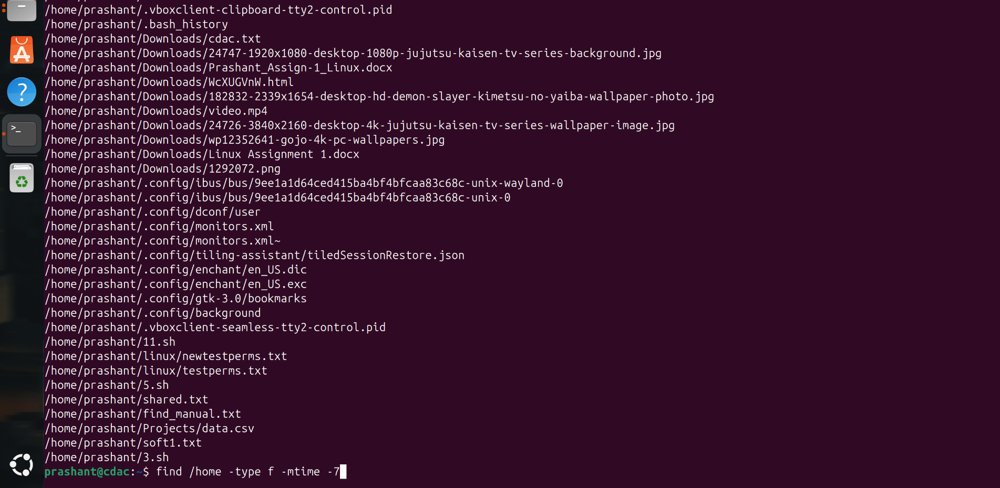 /home/prashant/.vboxclient-clipboard-tty2-control.pid
/home/prashant/.bash_history
/home/prashant/Downloads/cdac.txt
/home/prashant/Downloads/24747-1920x1080-desktop-1080p-jujutsu-kaisen-tv-series-background.jpg
/home/prashant/Downloads/Prashant_Assign-1_Linux.docx
/home/prashant/Downloads/WcXUGVnW.html
/home/prashant/Downloads/182832-2339x1654-desktop-hd-demon-slayer-kimetsu-no-yaiba-wallpaper-photo.jpg
/home/prashant/Downloads/video.mp4
/home/prashant/Downloads/24726-3840x2160-desktop-4k-jujutsu-kaisen-tv-series-wallpaper-image.jpg
/home/prashant/Downloads/wp12352641-gojo-4k-pc-wallpapers.jpg
/home/prashant/Downloads/Linux Assignment 1.docx
/home/prashant/Downloads/1292072.png
/home/prashant/.config/ibus/bus/9ee1a1d64ced415ba4bf4bfcaa83c68c-unix-wayland-0
/home/prashant/.config/ibus/bus/9ee1a1d64ced415ba4bf4bfcaa83c68c-unix-0
/home/prashant/.config/dconf/user
/home/prashant/.config/monitors.xml
/home/prashant/.config/monitors.xml~
/home/prashant/.config/tiling-assistant/tiledSessionRestore.json
/home/prashant/.config/enchant/en_US.dic
/home/prashant/.config/enchant/en_US.exc
/home/prashant/.config/gtk-3.0/bookmarks
/home/prashant/.config/background
/home/prashant/.vboxclient-seamless-tty2-control.pid
/home/prashant/11.sh
/home/prashant/linux/newtestperms.txt
/home/prashant/linux/testperms.txt
/home/prashant/5.sh
/home/prashant/shared.txt
/home/prashant/find_manual.txt
/home/prashant/Projects/data.csv
/home/prashant/soft1.txt
/home/prashant/3.sh
prashant@cdac:~$ find /home -type f -mtime -7